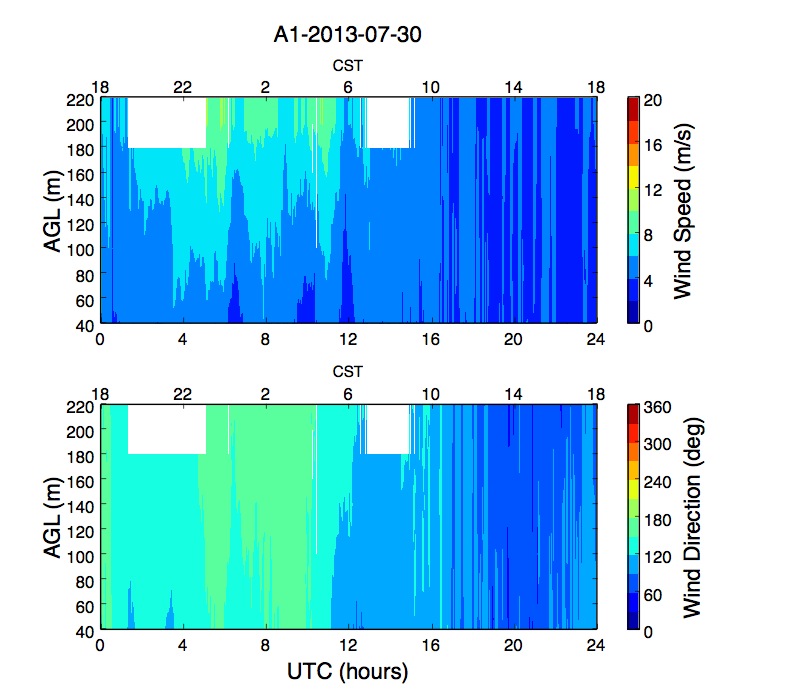 A1-2013-07-30
CST
18 22 2 6 10 14 18
220
200
180
160
140
120
100
80
60
40
AGL (m)
0 4 8 12 16 20 24
20
16
12
8
4
0
Wind Speed (m/s)
CST
18 22 2 6 10 14 18
220
200
180
160
140
120
100
80
60
40
AGL (m)
0 4 8 12 16 20 24
UTC (hours)
360
300
240
180
120
60
0
Wind Direction (deg)